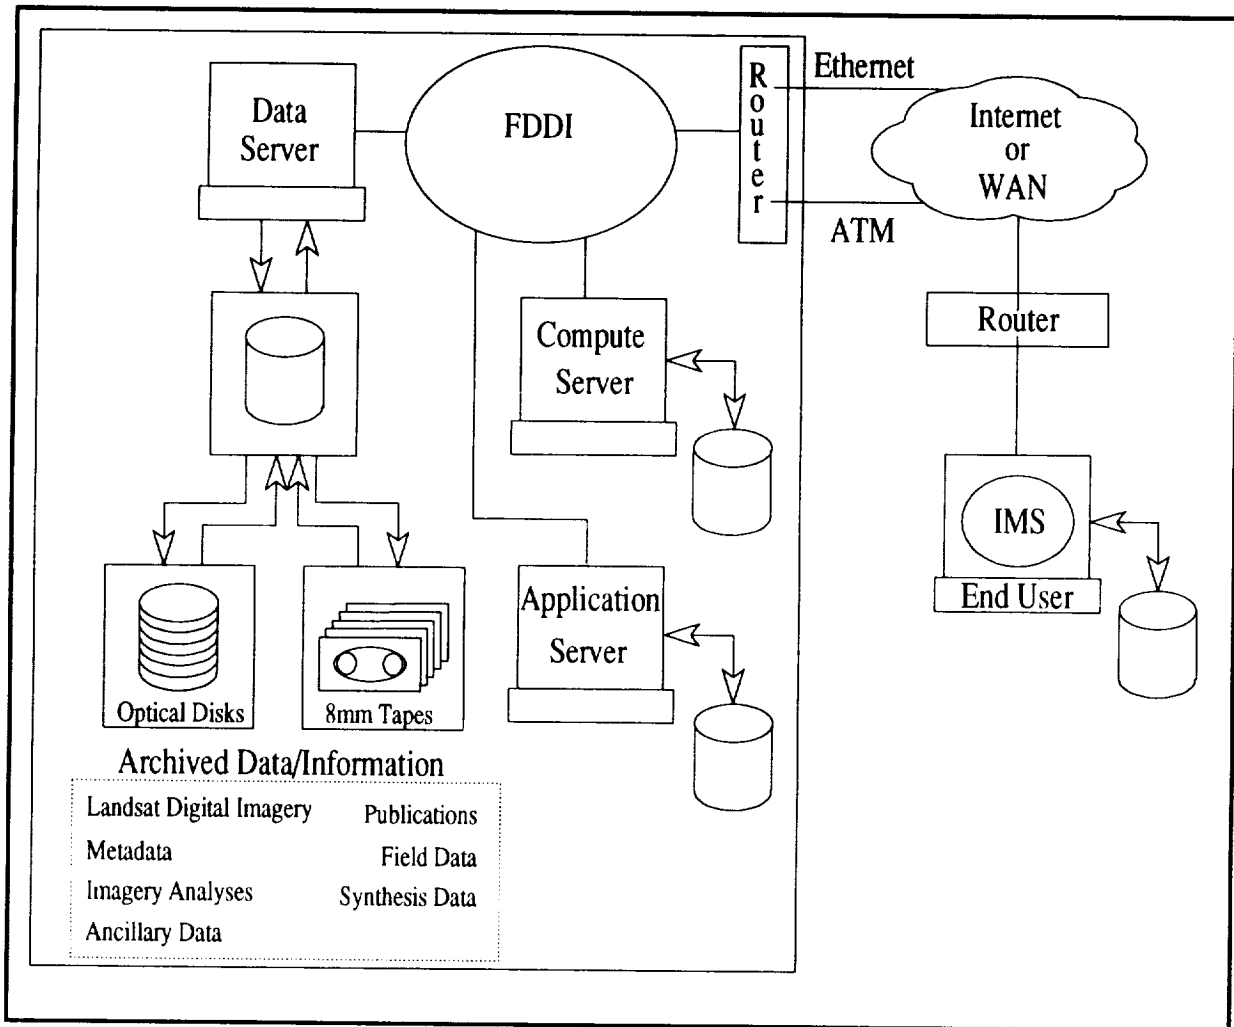 Data
Server
FDDI
Router
Ethernet
ATM
Internet
or
WAN
Router
Compute
Server
IMS
End User
Application
Server
Optical Disks
8mm Tapes
Archived Data/Information
Landsat Digital Imagery
Metadata
Imagery Analyses
Ancillary Data
Publications
Field Data
Synthesis Data